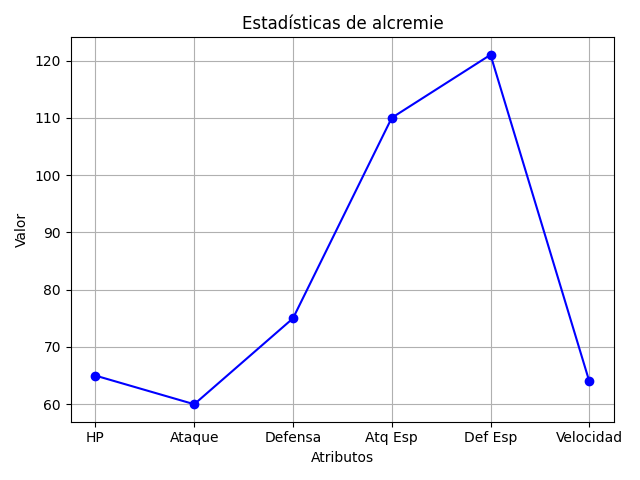 Estadísticas de alcremie
Valor
120
110
100
90
80
70
60
HP Ataque Defensa Atq Esp Def Esp Velocidad
Atributos